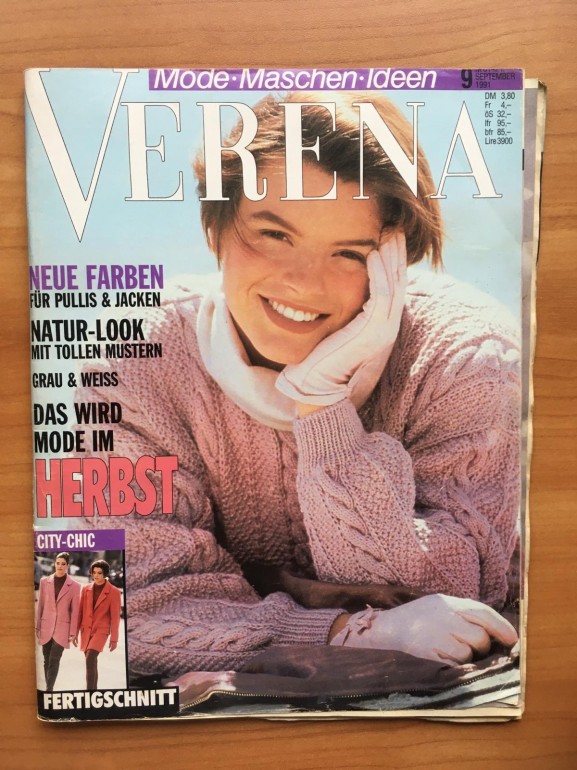 Mode·Maschen·Ideen
9
SEPTEMBER
1991
VERENA
DM 3,80
Fr 4,–
öS 32,–
lfr 95,–
bfr 85,–
Lire 3900
NEUE FARBEN
FÜR PULLIS & JACKEN
NATUR-LOOK
MIT TOLLEN MUSTERN
GRAU & WEISS
DAS WIRD
MODE IM
HERBST
CITY-CHIC
FERTIGSCHNITT